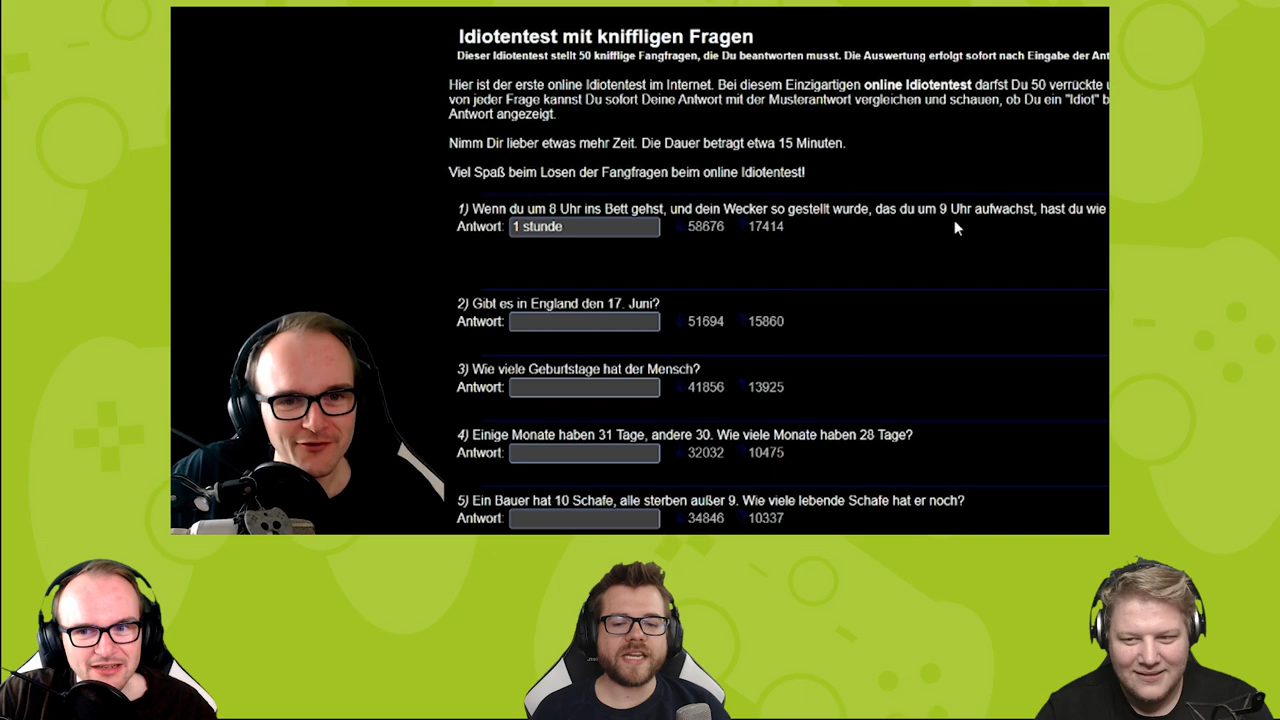 Idiotentest mit kniffligen Fragen
Dieser Idiotentest stellt 50 knifflige Fangfragen, die Du beantworten musst. Die Auswertung erfolgt sofort nach Eingabe der Ant
Hier ist der erste online Idiotentest im Internet. Bei diesem Einzigartigen online Idiotentest darfst Du 50 verrückte u
von jeder Frage kannst Du sofort Deine Antwort mit der Musterantwort vergleichen und schauen, ob Du ein "Idiot" b
Antwort angezeigt.
Nimm Dir lieber etwas mehr Zeit. Die Dauer beträgt etwa 15 Minuten.
Viel Spaß beim Lösen der Fangfragen beim online Idiotentest!
1) Wenn du um 8 Uhr ins Bett gehst, und dein Wecker so gestellt wurde, das du um 9 Uhr aufwachst, hast du wie
Antwort: 1 stunde 58676 17414
2) Gibt es in England den 17. Juni?
Antwort: 51694 15860
3) Wie viele Geburtstage hat der Mensch?
Antwort: 41856 13925
4) Einige Monate haben 31 Tage, andere 30. Wie viele Monate haben 28 Tage?
Antwort: 32032 10475
5) Ein Bauer hat 10 Schafe, alle sterben außer 9. Wie viele lebende Schafe hat er noch?
Antwort: 34846 10337